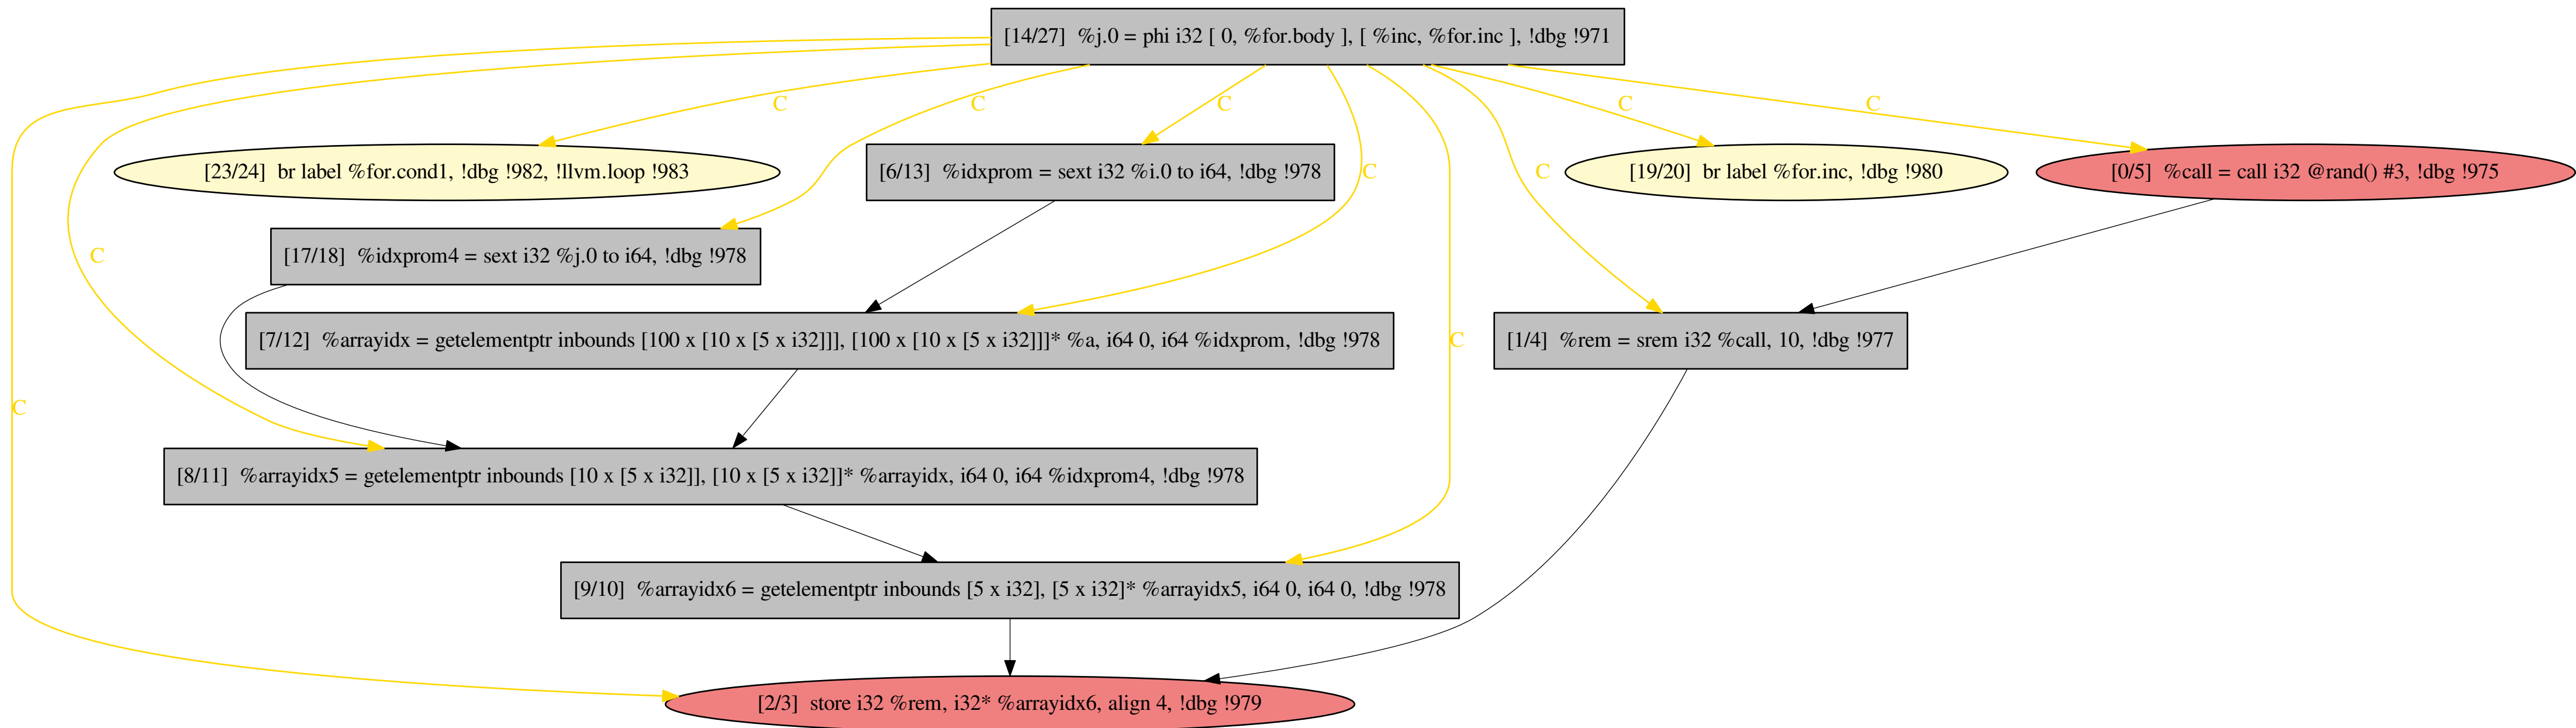 [14/27]  %j.0 = phi i32 [ 0, %for.body ], [ %inc, %for.inc ], !dbg !971
C
C
C
C
C
[23/24]  br label %for.cond1, !dbg !982, !llvm.loop !983
[6/13]  %idxprom = sext i32 %i.0 to i64, !dbg !978
C
C
[19/20]  br label %for.inc, !dbg !980
[0/5]  %call = call i32 @rand() #3, !dbg !975
C
[17/18]  %idxprom4 = sext i32 %j.0 to i64, !dbg !978
[7/12]  %arrayidx = getelementptr inbounds [100 x [10 x [5 x i32]]], [100 x [10 x [5 x i32]]]* %a, i64 0, i64 %idxprom, !dbg !978
C
[1/4]  %rem = srem i32 %call, 10, !dbg !977
C
[8/11]  %arrayidx5 = getelementptr inbounds [10 x [5 x i32]], [10 x [5 x i32]]* %arrayidx, i64 0, i64 %idxprom4, !dbg !978
[9/10]  %arrayidx6 = getelementptr inbounds [5 x i32], [5 x i32]* %arrayidx5, i64 0, i64 0, !dbg !978
[2/3]  store i32 %rem, i32* %arrayidx6, align 4, !dbg !979